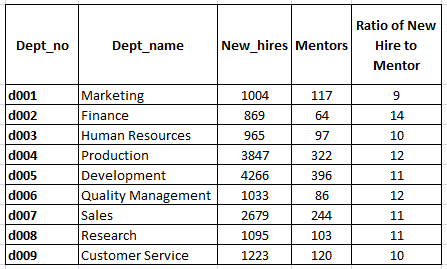 Dept_no Dept_name New_hires Mentors Ratio of New Hire to Mentor
d001 Marketing 1004 117 9
d002 Finance 869 64 14
d003 Human Resources 965 97 10
d004 Production 3847 322 12
d005 Development 4266 396 11
d006 Quality Management 1033 86 12
d007 Sales 2679 244 11
d008 Research 1095 103 11
d009 Customer Service 1223 120 10